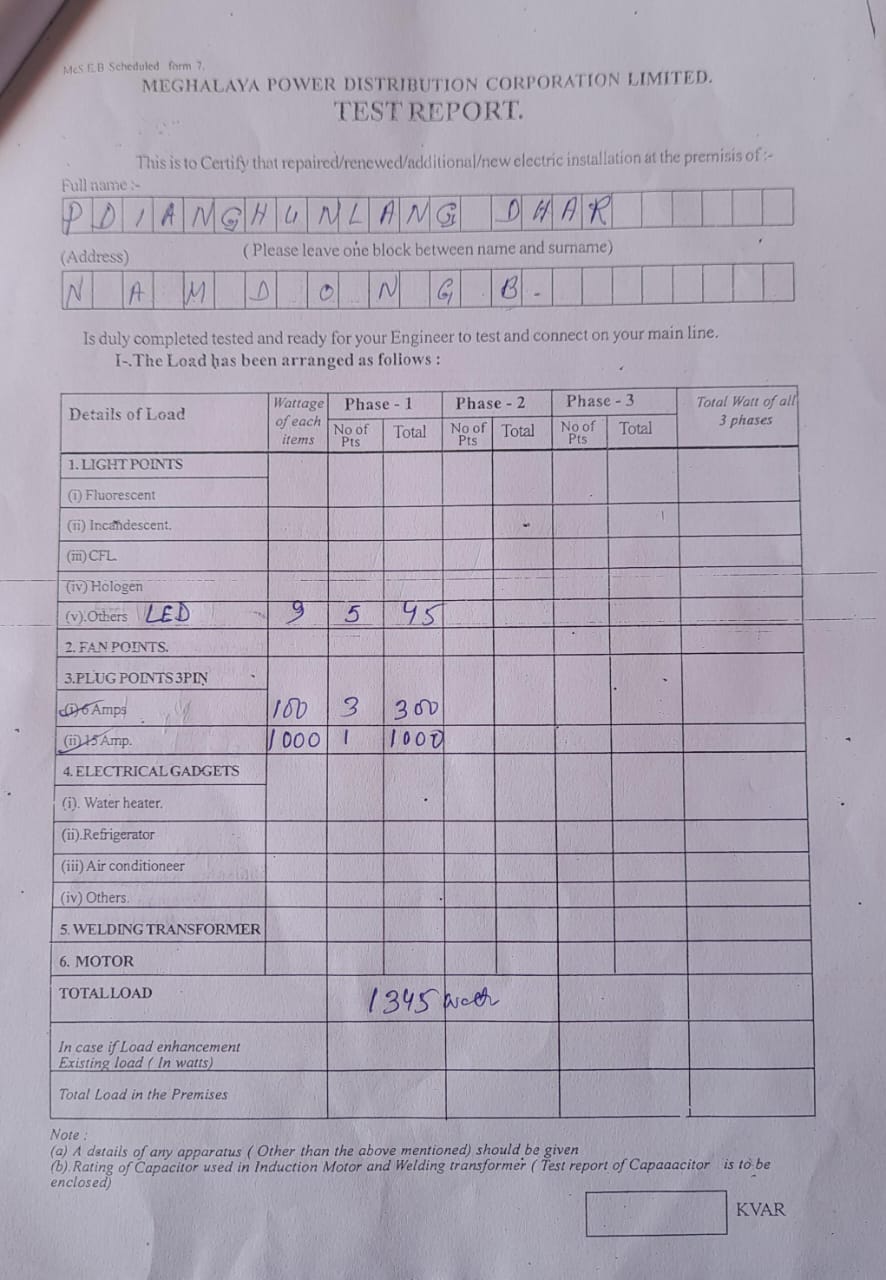 McS E.B Scheduled form 7.
MEGHALAYA POWER DISTRIBUTION CORPORATION LIMITED.
TEST REPORT.
This is to Certify that repaired/renewed/additional/new electric installation at the premisis of :-
Full name :-
PDIANGHUNLANG DHAR
(Address) ( Please leave one block between name and surname)
NAMDONG B.
Is duly completed tested and ready for your Engineer to test and connect on your main line.
I-.The Load has been arranged as follows :
Details of Load Wattage of each items Phase - 1 Phase - 2 Phase - 3 Total Watt of all 3 phases
No of Pts Total No of Pts Total No of Pts Total
1. LIGHT POINTS
(i) Fluorescent
(ii) Incandescent.
(iii) CFL
(iv) Hologen
(v).Others LED 9 5 45
2. FAN POINTS.
3.PLUG POINTS 3PIN
(i) 6 Amps 100 3 300
(ii) 15 Amp. 1000 1 1000
4. ELECTRICAL GADGETS
(i). Water heater.
(ii).Refrigerator
(iii) Air conditioneer
(iv) Others.
5. WELDING TRANSFORMER
6. MOTOR
TOTAL LOAD 1345
In case if Load enhancement
Existing load ( In watts)
Total Load in the Premises
Note :
(a) A datails of any apparatus ( Other than the above mentioned) should be given
(b). Rating of Capacitor used in Induction Motor and Welding transformer ( Test report of Capaaacitor is to be
enclosed)
KVAR